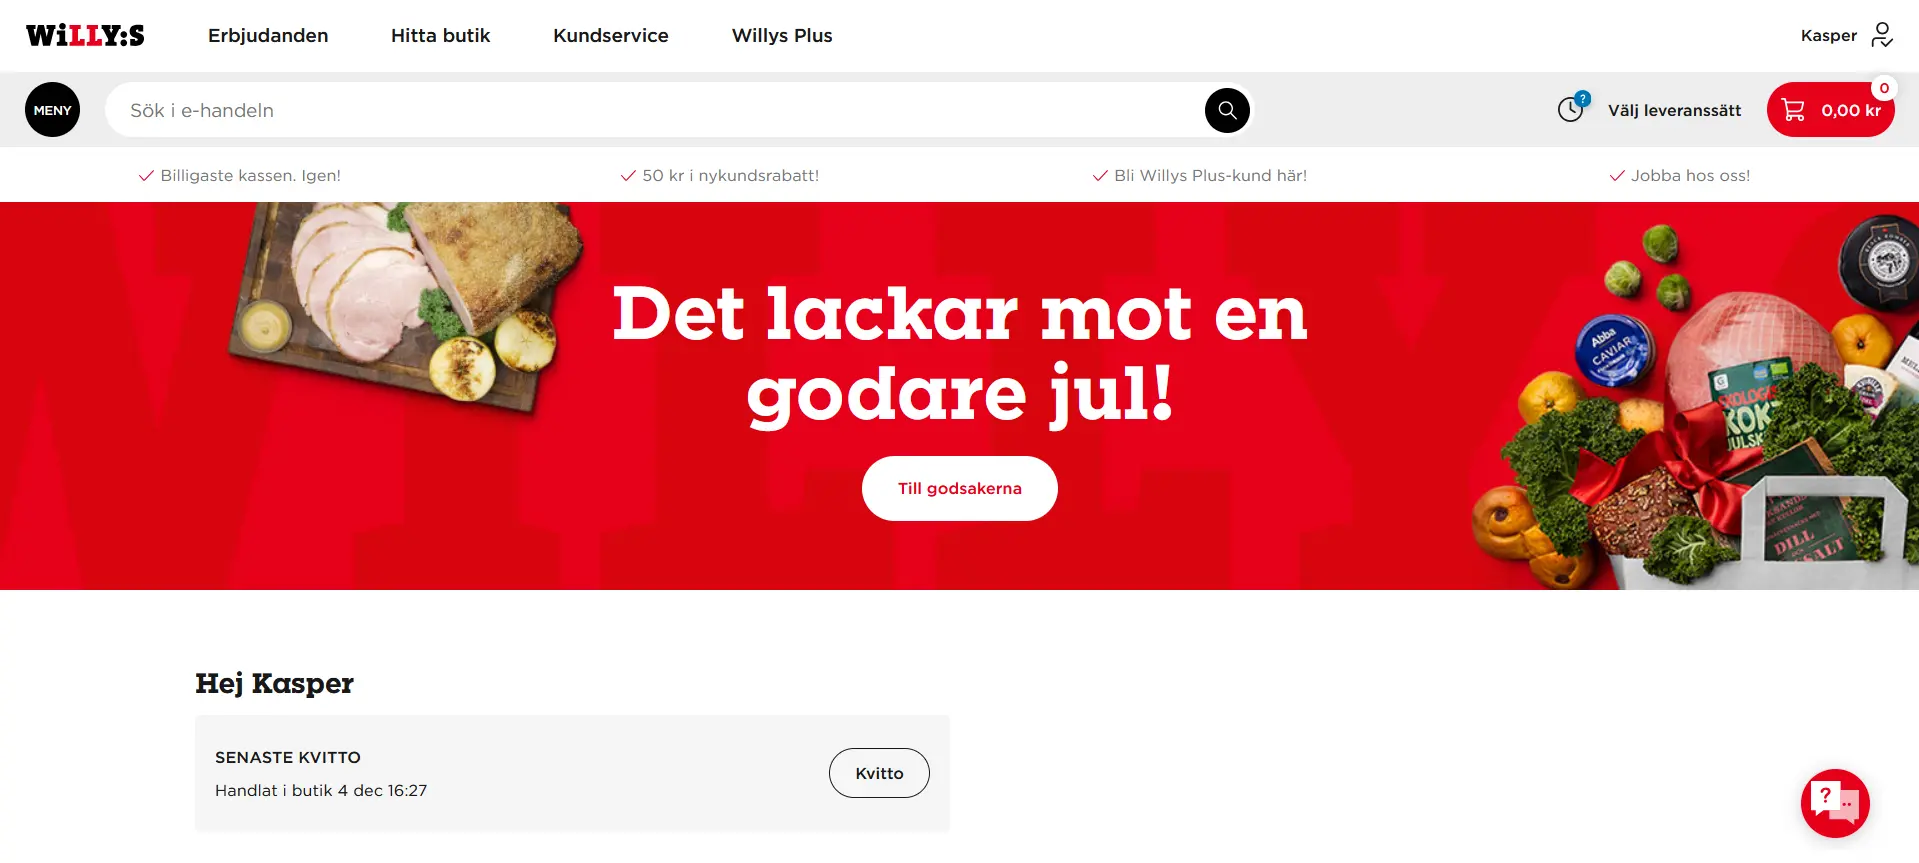 WiLLY:S
Erbjudanden
Hitta butik
Kundservice
Willys Plus
Kasper
MENY
Sök i e-handeln
?
Välj leveranssätt
0,00 kr
0
Billigaste kassen. Igen!
50 kr i nykundsrabatt!
Bli Willys Plus-kund här!
Jobba hos oss!
Det lackar mot en
godare jul!
Till godsakerna
Abba
CAVIAR
KOK
JULSK
DILL
Hej Kasper
SENASTE KVITTO
Handlat i butik 4 dec 16:27
Kvitto
?